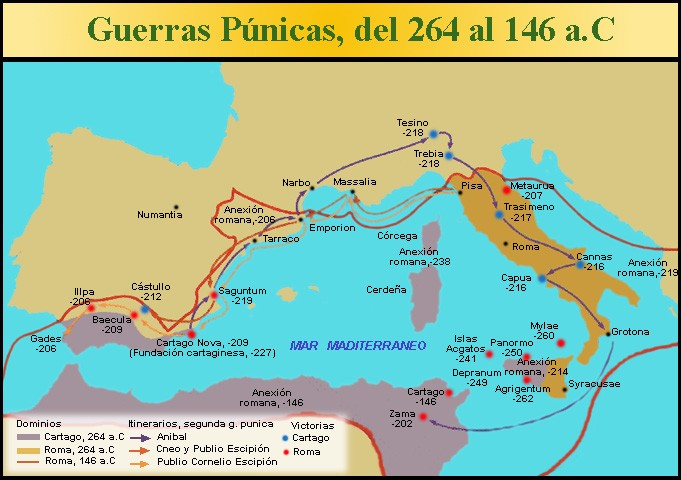 Guerras Púnicas, del 264 al 146 a.C
Tesino
-218
Trebia
-218
Narbo
Massalia
Pisa
Metaurua
-207
Numantia
Anexión
romana,-206
Trasimeno
-217
Emporion
Tarraco
Córcega
Roma
Anexión
romana,-238
Cannas
-216
Anexión
romana,-219
Capua
-216
Cerdeña
Cástullo
-212
Saguntum
-219
Illpa
-206
Baecula
-209
Gades
-206
Cartago Nova, -209
(Fundación cartaginesa, -227)
MAR MADITERRANEO
Mylae
-260
Grotona
Islas
Acgatos
-241
Panormo
-250
Anexión
romana, -214
Depranum
-249
Agrigentum
-262
Syracusae
Anexión
romana, -146
Cartago
-146
Zama
-202
Dominios
Cartago, 264 a.C
Roma, 264 a.C
Roma, 146 a.C
Itinerarios, segunda g. punica
Anibal
Cneo y Publio Escipión
Publio Cornelio Escipión
Victorias
Cartago
Roma